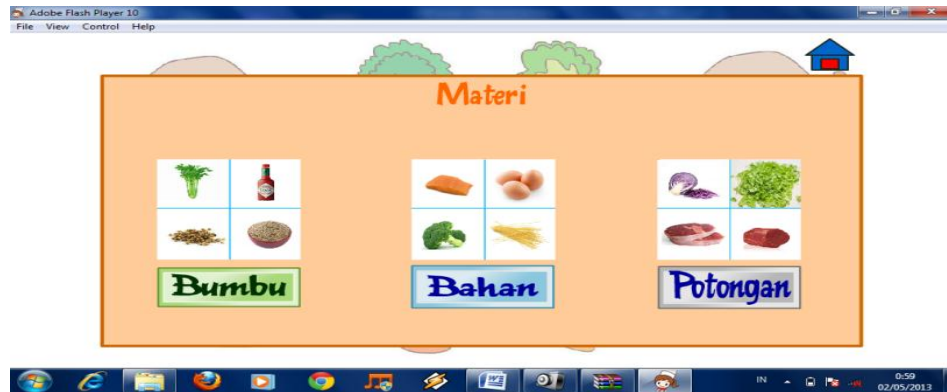 Adobe Flash Player 10
File View Control Help
Materi
Bumbu
Bahan
Potongan
IN
0:59
02/05/2013